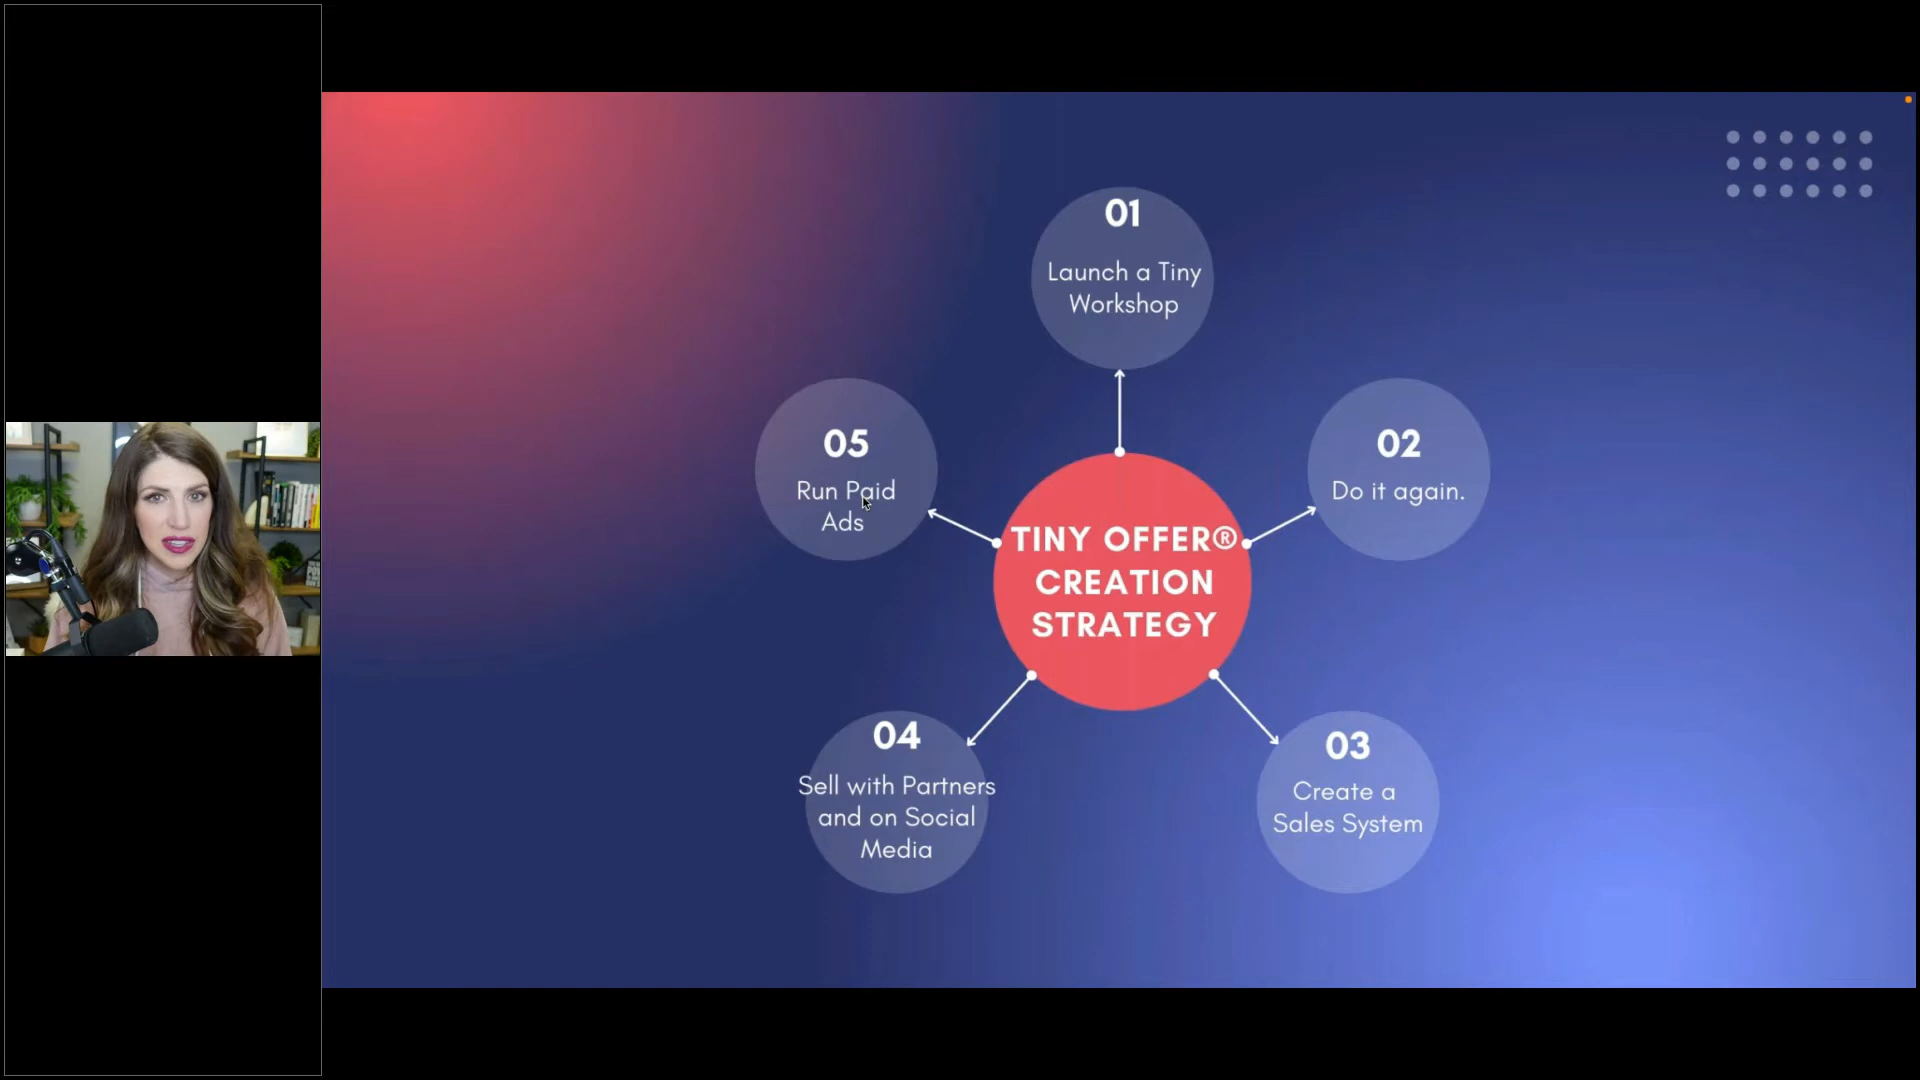 01
Launch a Tiny
Workshop
02
Do it again.
03
Create a
Sales System
04
Sell with Partners
and on Social
Media
05
Run Paid
Ads
TINY OFFER®
CREATION
STRATEGY